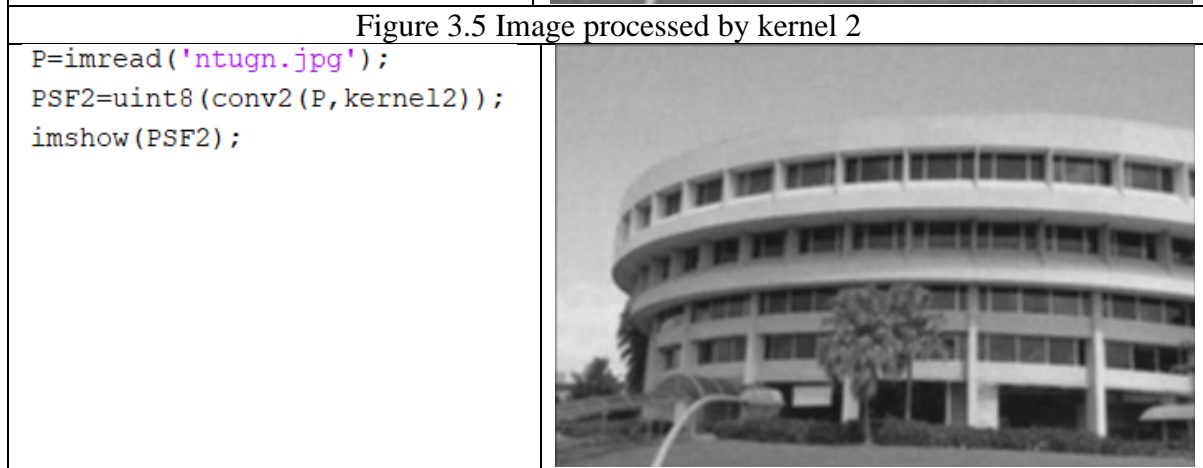 Figure 3.5 Image processed by kernel 2
P=imread('ntugn.jpg');
PSF2=uint8(conv2(P,kernel2));
imshow(PSF2);